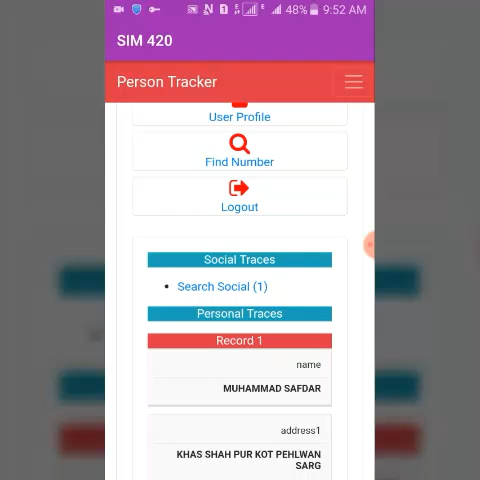 48% 9:52 AM
SIM 420
Person Tracker
User Profile
Find Number
Logout
Social Traces
Search Social (1)
Personal Traces
Record 1
name
MUHAMMAD SAFDAR
address1
KHAS SHAH PUR KOT PEHLWAN
SARG